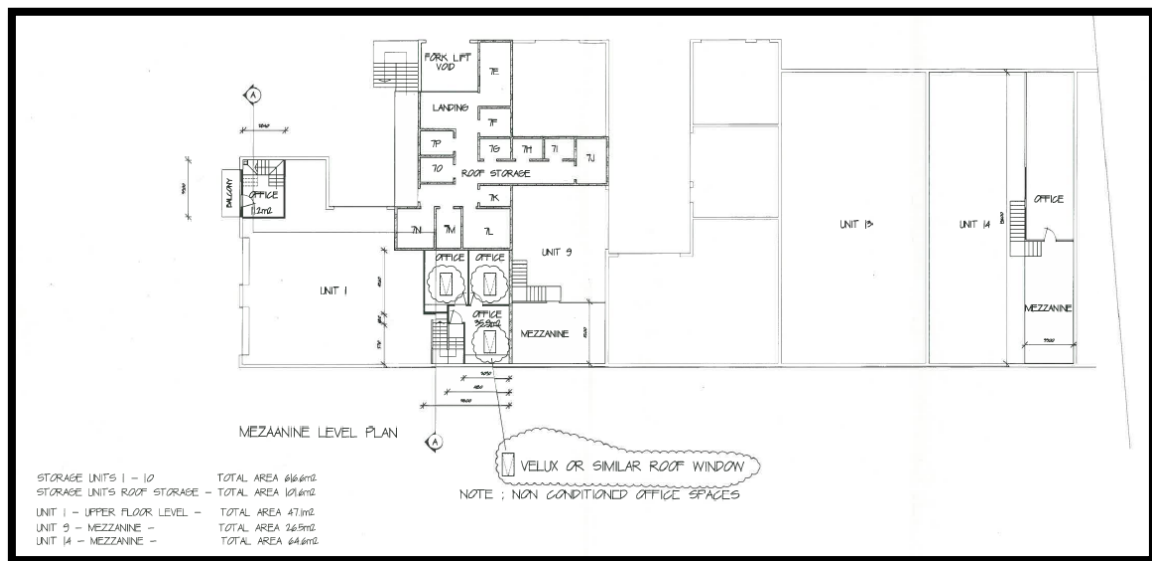 FORK LIFT
VOID
7E
LANDING
7F
7P
7G
7H
7I
7J
7O
ROOF STORAGE
7K
7N
7M
7L
A
BALCONY
OFFICE
UNIT 1
OFFICE
OFFICE
OFFICE
35.9m2
UNIT 9
MEZZANINE
UNIT 13
UNIT 14
OFFICE
MEZZANINE
A
MEZAANINE LEVEL PLAN
VELUX OR SIMILAR ROOF WINDOW
NOTE ; NON CONDITIONED OFFICE SPACES
STORAGE UNITS 1 - 10 TOTAL AREA 616.6m2
STORAGE UNITS ROOF STORAGE - TOTAL AREA 101.6m2
UNIT 1 - UPPER FLOOR LEVEL - TOTAL AREA 47.1m2
UNIT 9 - MEZZANINE - TOTAL AREA 26.5m2
UNIT 14 - MEZZANINE - TOTAL AREA 64.6m2